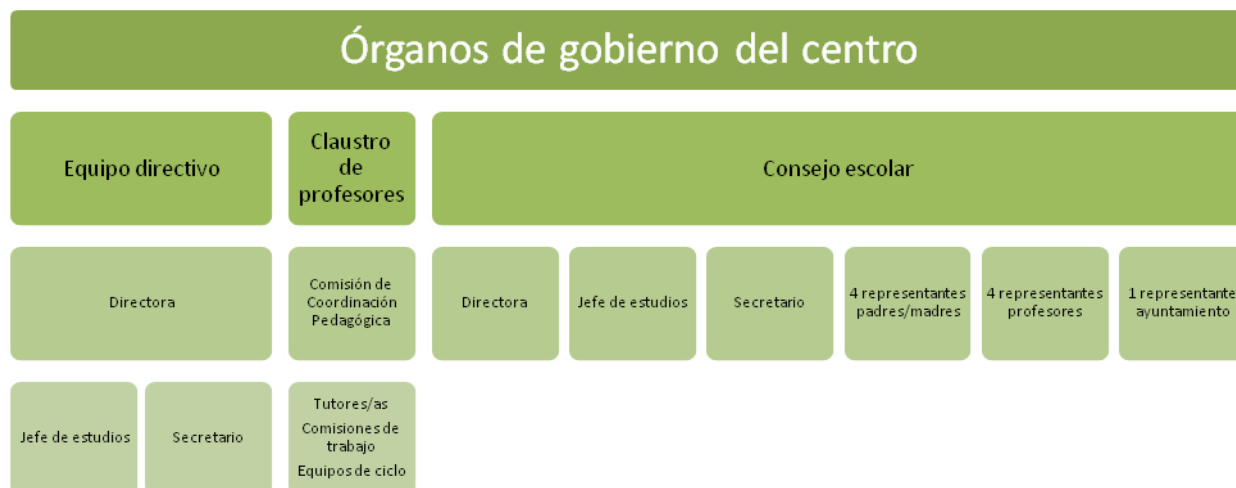 Órganos de gobierno del centro
Equipo directivo
Claustro
de
profesores
Consejo escolar
Directora
Comisión de
Coordinación
Pedagógica
Directora
Jefe de estudios
Secretario
4 representantes
padres/madres
4 representantes
profesores
1 representante
ayuntamiento
Jefe de estudios
Secretario
Tutores/as
Comisiones de
trabajo
Equipos de ciclo